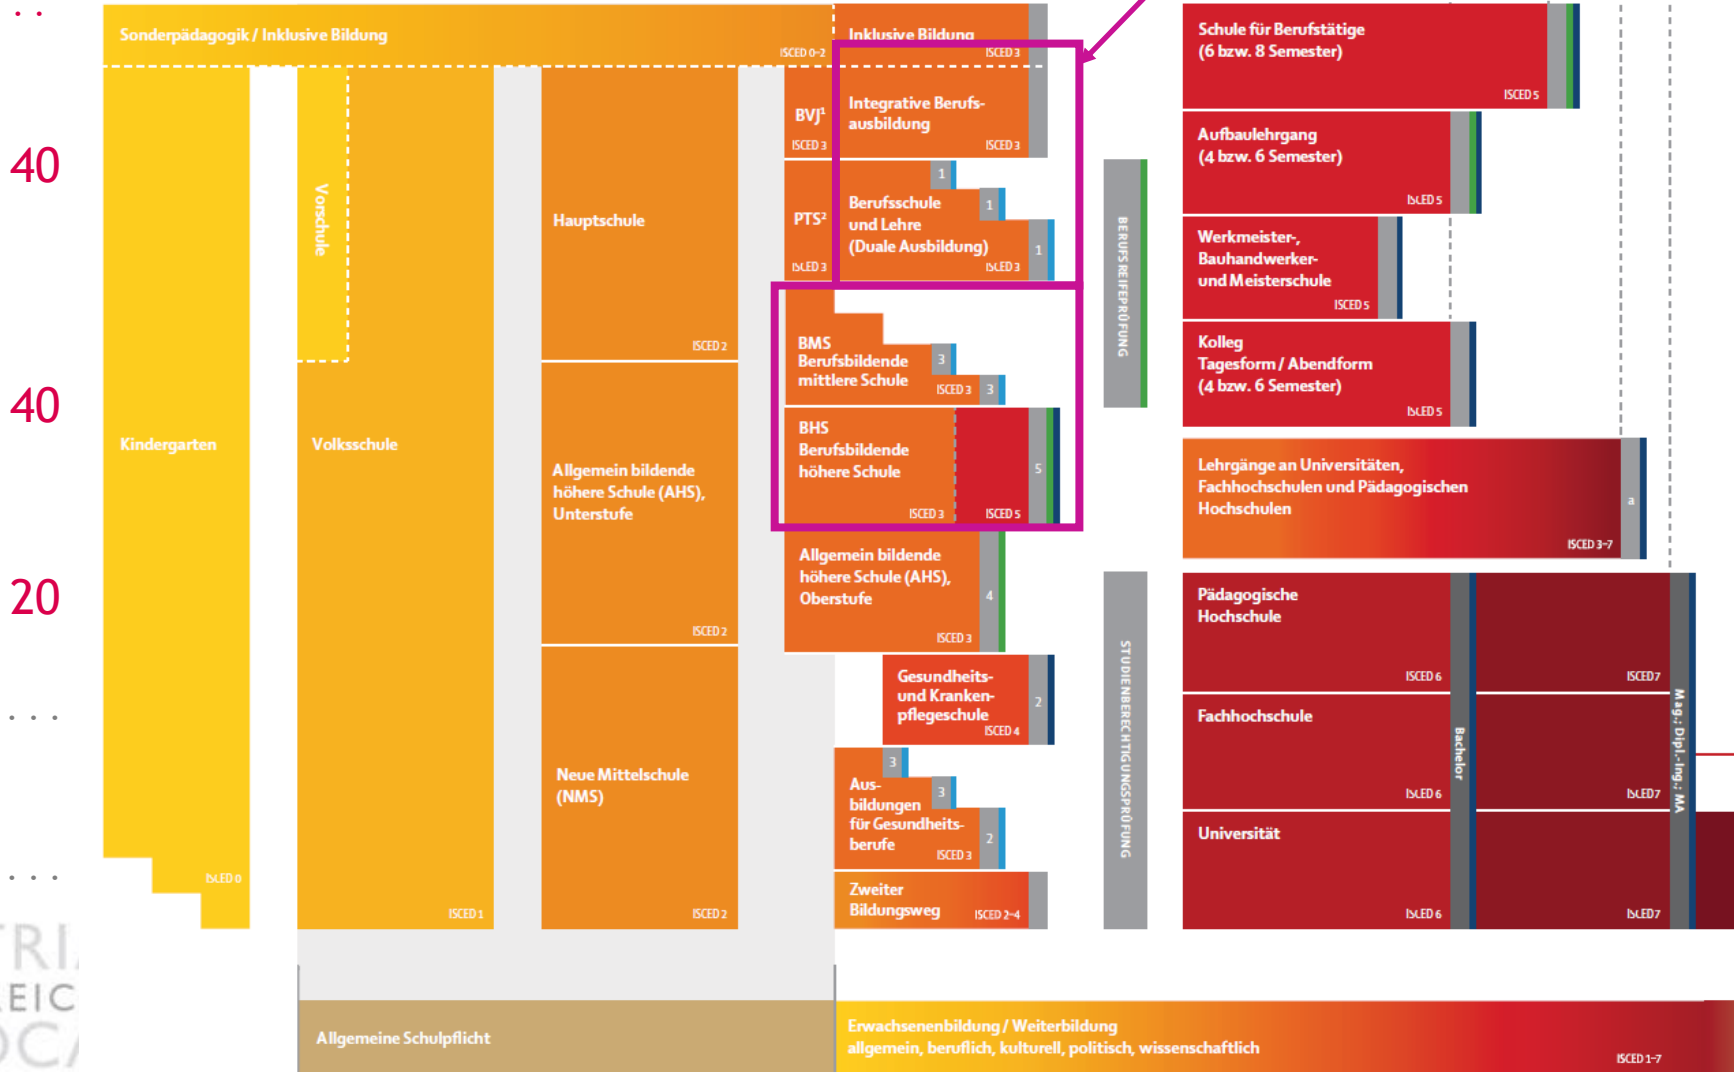 Sonderpädagogik / Inklusive Bildung
ISCED 0–2
Inklusive Bildung
ISCED 3
BVJ¹
ISCED 3
Integrative Berufs-
ausbildung
ISCED 3
40
Vorschule
Hauptschule
ISCED 2
PTS²
ISCED 3
1
Berufsschule
und Lehre
(Duale Ausbildung)
1
1
ISCED 3
BMS
Berufsbildende
mittlere Schule
3
ISCED 3
3
40
Kindergarten
ISCED 0
Volksschule
ISCED 1
Allgemein bildende
höhere Schule (AHS),
Unterstufe
ISCED 2
BHS
Berufsbildende
höhere Schule
ISCED 3
ISCED 5
5
20
Allgemein bildende
höhere Schule (AHS),
Oberstufe
ISCED 3
4
Gesundheits-
und Kranken-
pflegeschule
ISCED 4
2
Neue Mittelschule
(NMS)
ISCED 2
3
Aus-
bildungen
für Gesundheits-
berufe
3
2
ISCED 3
Zweiter
Bildungsweg
ISCED 2–4
BERUFSREIFEPRÜFUNG
STUDIENBERECHTIGUNGSPRÜFUNG
Schule für Berufstätige
(6 bzw. 8 Semester)
ISCED 5
Aufbaulehrgang
(4 bzw. 6 Semester)
ISCED 5
Werkmeister-,
Bauhandwerker-
und Meisterschule
ISCED 5
Kolleg
Tagesform / Abendform
(4 bzw. 6 Semester)
ISCED 5
Lehrgänge an Universitäten,
Fachhochschulen und Pädagogischen
Hochschulen
ISCED 3–7
a
Pädagogische
Hochschule
ISCED 6
ISCED 7
Fachhochschule
ISCED 6
ISCED 7
Universität
ISCED 6
ISCED 7
Bachelor
Mag.; Dipl.-Ing.; MA
Allgemeine Schulpflicht
Erwachsenenbildung / Weiterbildung
allgemein, beruflich, kulturell, politisch, wissenschaftlich
ISCED 1–7